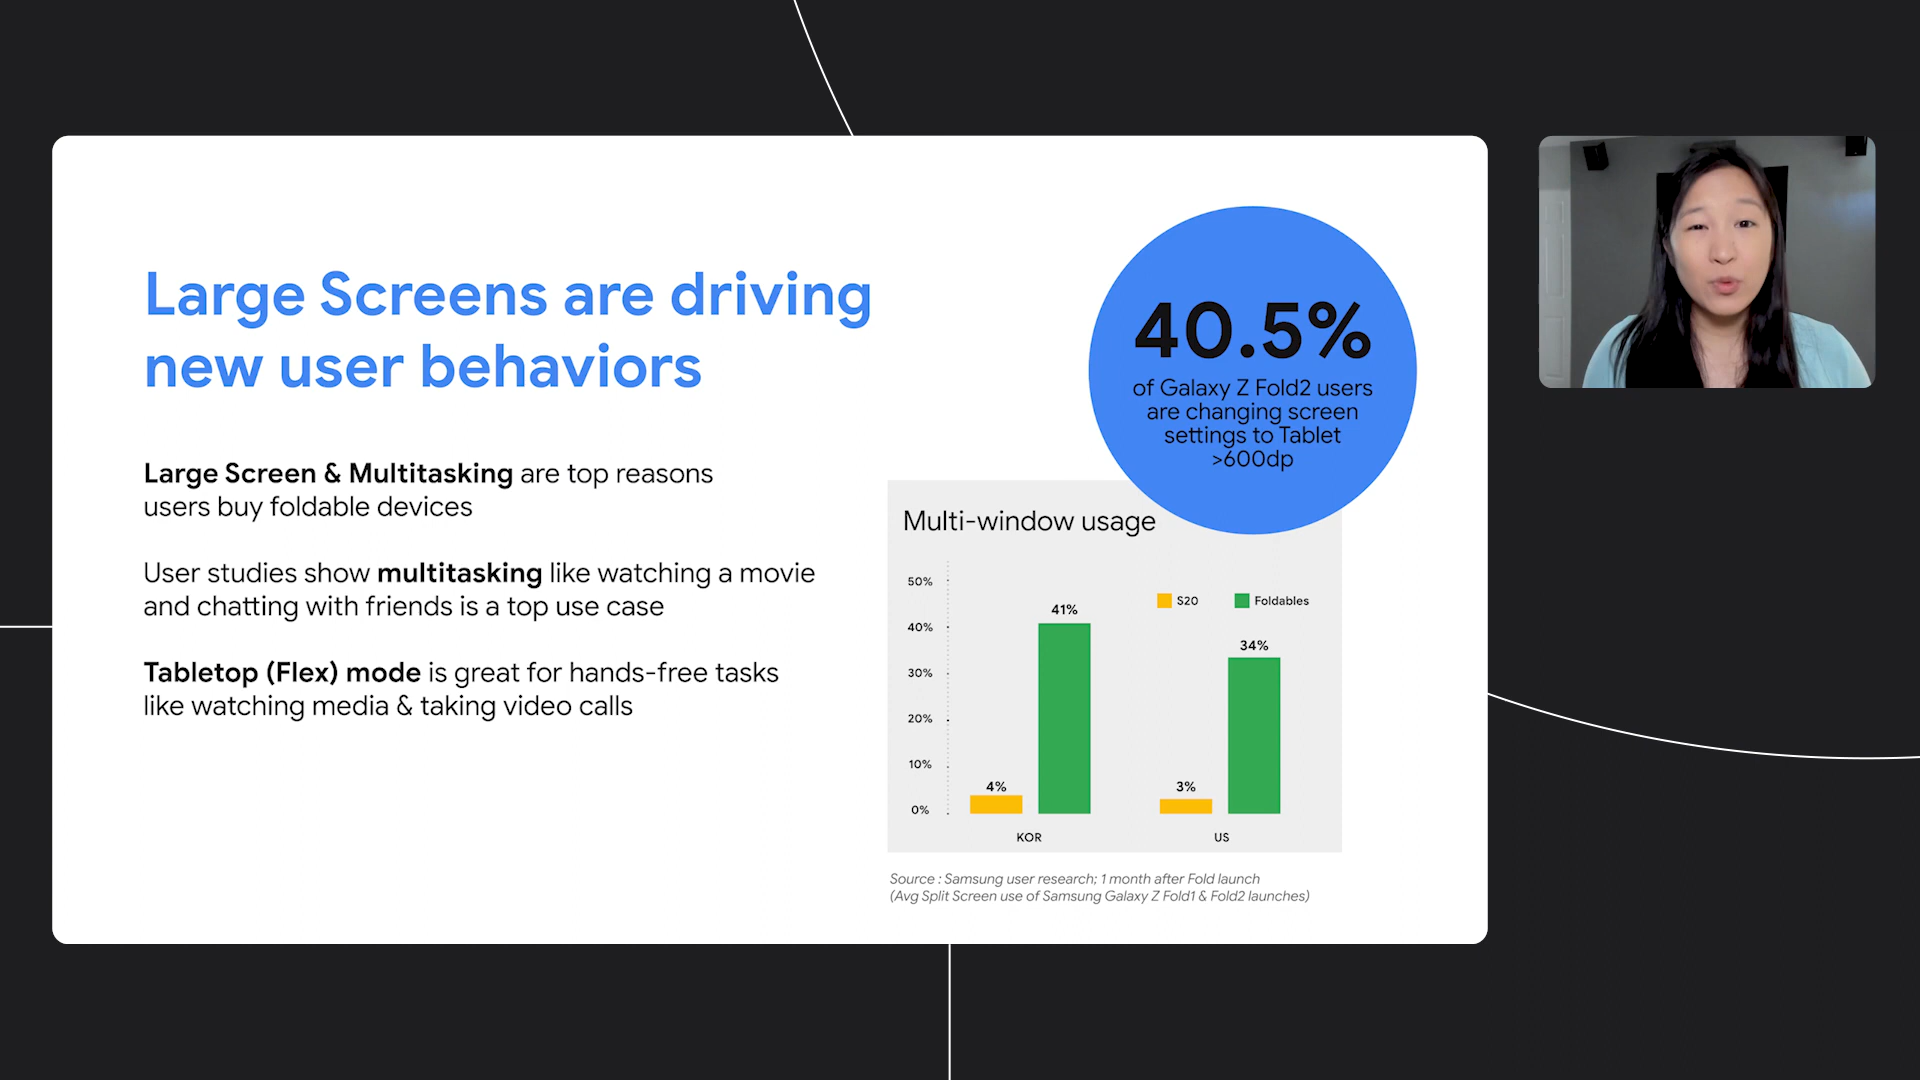 Large Screens are driving
new user behaviors
Large Screen & Multitasking are top reasons
users buy foldable devices
User studies show multitasking like watching a movie
and chatting with friends is a top use case
Tabletop (Flex) mode is great for hands-free tasks
like watching media & taking video calls
40.5%
of Galaxy Z Fold2 users
are changing screen
settings to Tablet
>600dp
Multi-window usage
50%
40%
30%
20%
10%
0%
S20
Foldables
4%
41%
3%
34%
KOR
US
Source : Samsung user research; 1 month after Fold launch
(Avg Split Screen use of Samsung Galaxy Z Fold1 & Fold2 launches)